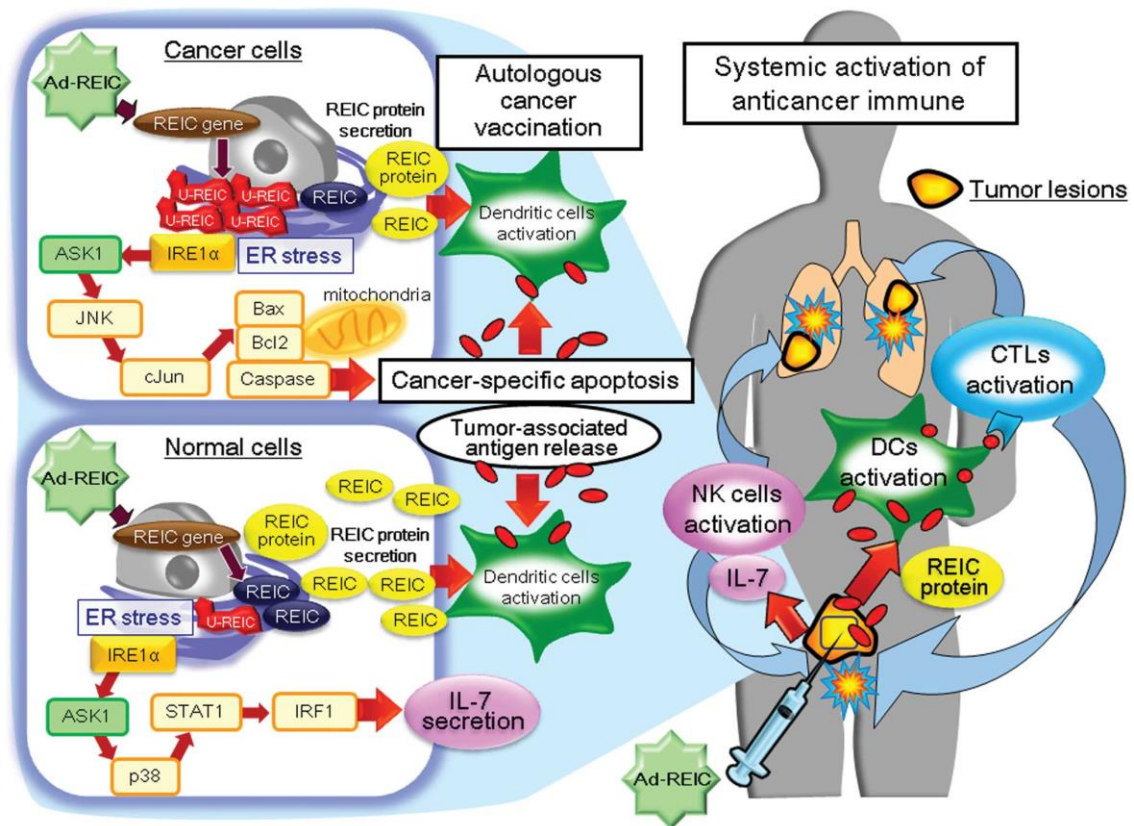 Cancer cells
Ad-REIC
REIC gene
REIC protein
secretion
U-REIC
U-REIC
U-REIC
U-REIC
REIC
REIC
protein
REIC
ASK1
IRE1α
ER stress
JNK
cJun
Bax
Bcl2
Caspase
mitochondria
Autologous
cancer
vaccination
Dendritic cells
activation
Cancer-specific apoptosis
Tumor-associated
antigen release
Normal cells
Ad-REIC
REIC gene
REIC
protein
REIC
REIC
REIC protein
secretion
REIC
REIC
REIC
REIC
REIC
U-REIC
ER stress
IRE1α
ASK1
p38
STAT1
IRF1
IL-7
secretion
Dendritic cells
activation
Systemic activation of
anticancer immune
Tumor lesions
CTLs
activation
DCs
activation
NK cells
activation
IL-7
REIC
protein
Ad-REIC